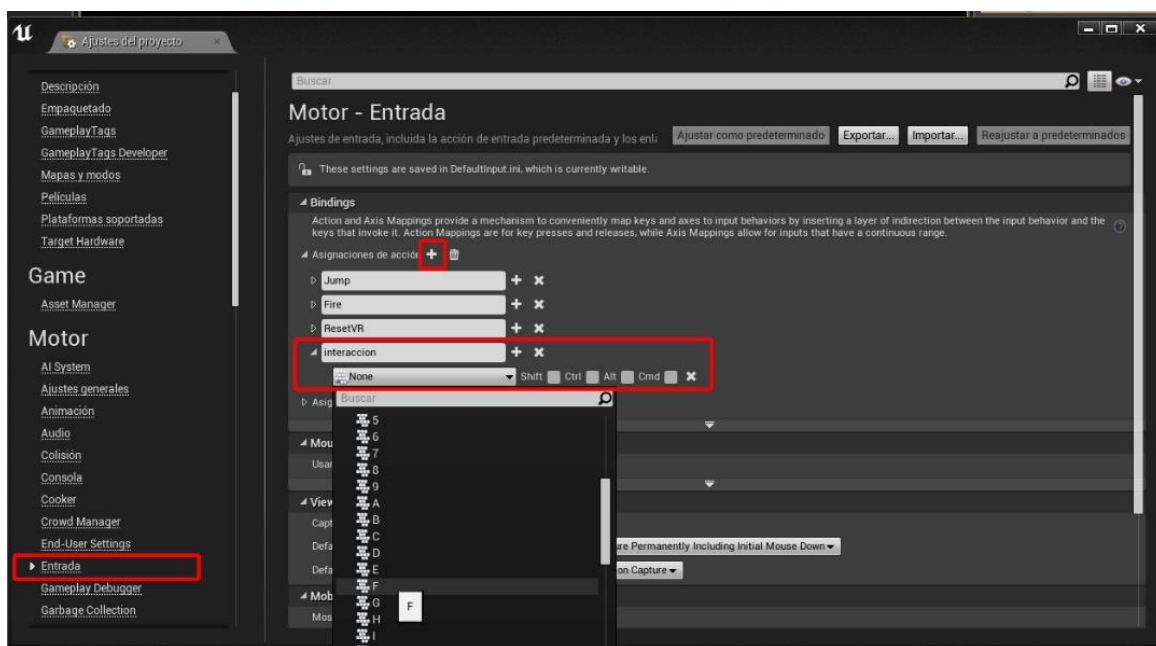 Ajustes del proyecto
Descripción
Empaquetado
GameplayTags
GameplayTags Developer
Mapas y modos
Películas
Plataformas soportadas
Target Hardware
Game
Asset Manager
Motor
AI System
Ajustes generales
Animación
Audio
Colisión
Consola
Cooker
Crowd Manager
End-User Settings
Entrada
Gameplay Debugger
Garbage Collection
Buscar
Motor - Entrada
Ajustes de entrada, incluida la acción de entrada predeterminada y los enla
Ajustar como predeterminado Exportar... Importar... Reajustar a predeterminados
These settings are saved in DefaultInput.ini, which is currently writable.
Bindings
Action and Axis Mappings provide a mechanism to conveniently map keys and axes to input behaviors by inserting a layer of indirection between the input behavior and the
keys that invoke it. Action Mappings are for key presses and releases, while Axis Mappings allow for inputs that have a continuous range.
Asignaciones de acción
Jump
Fire
ResetVR
interaccion
None Shift Ctrl Alt Cmd
Asig
Buscar
5
6
7
8
9
A
B
C
D
E
F
G
H
I
F
Mou
Usar
View
Capt
Defa
ure Permanently Including Initial Mouse Down
Defa
on Capture
Mob
Mos